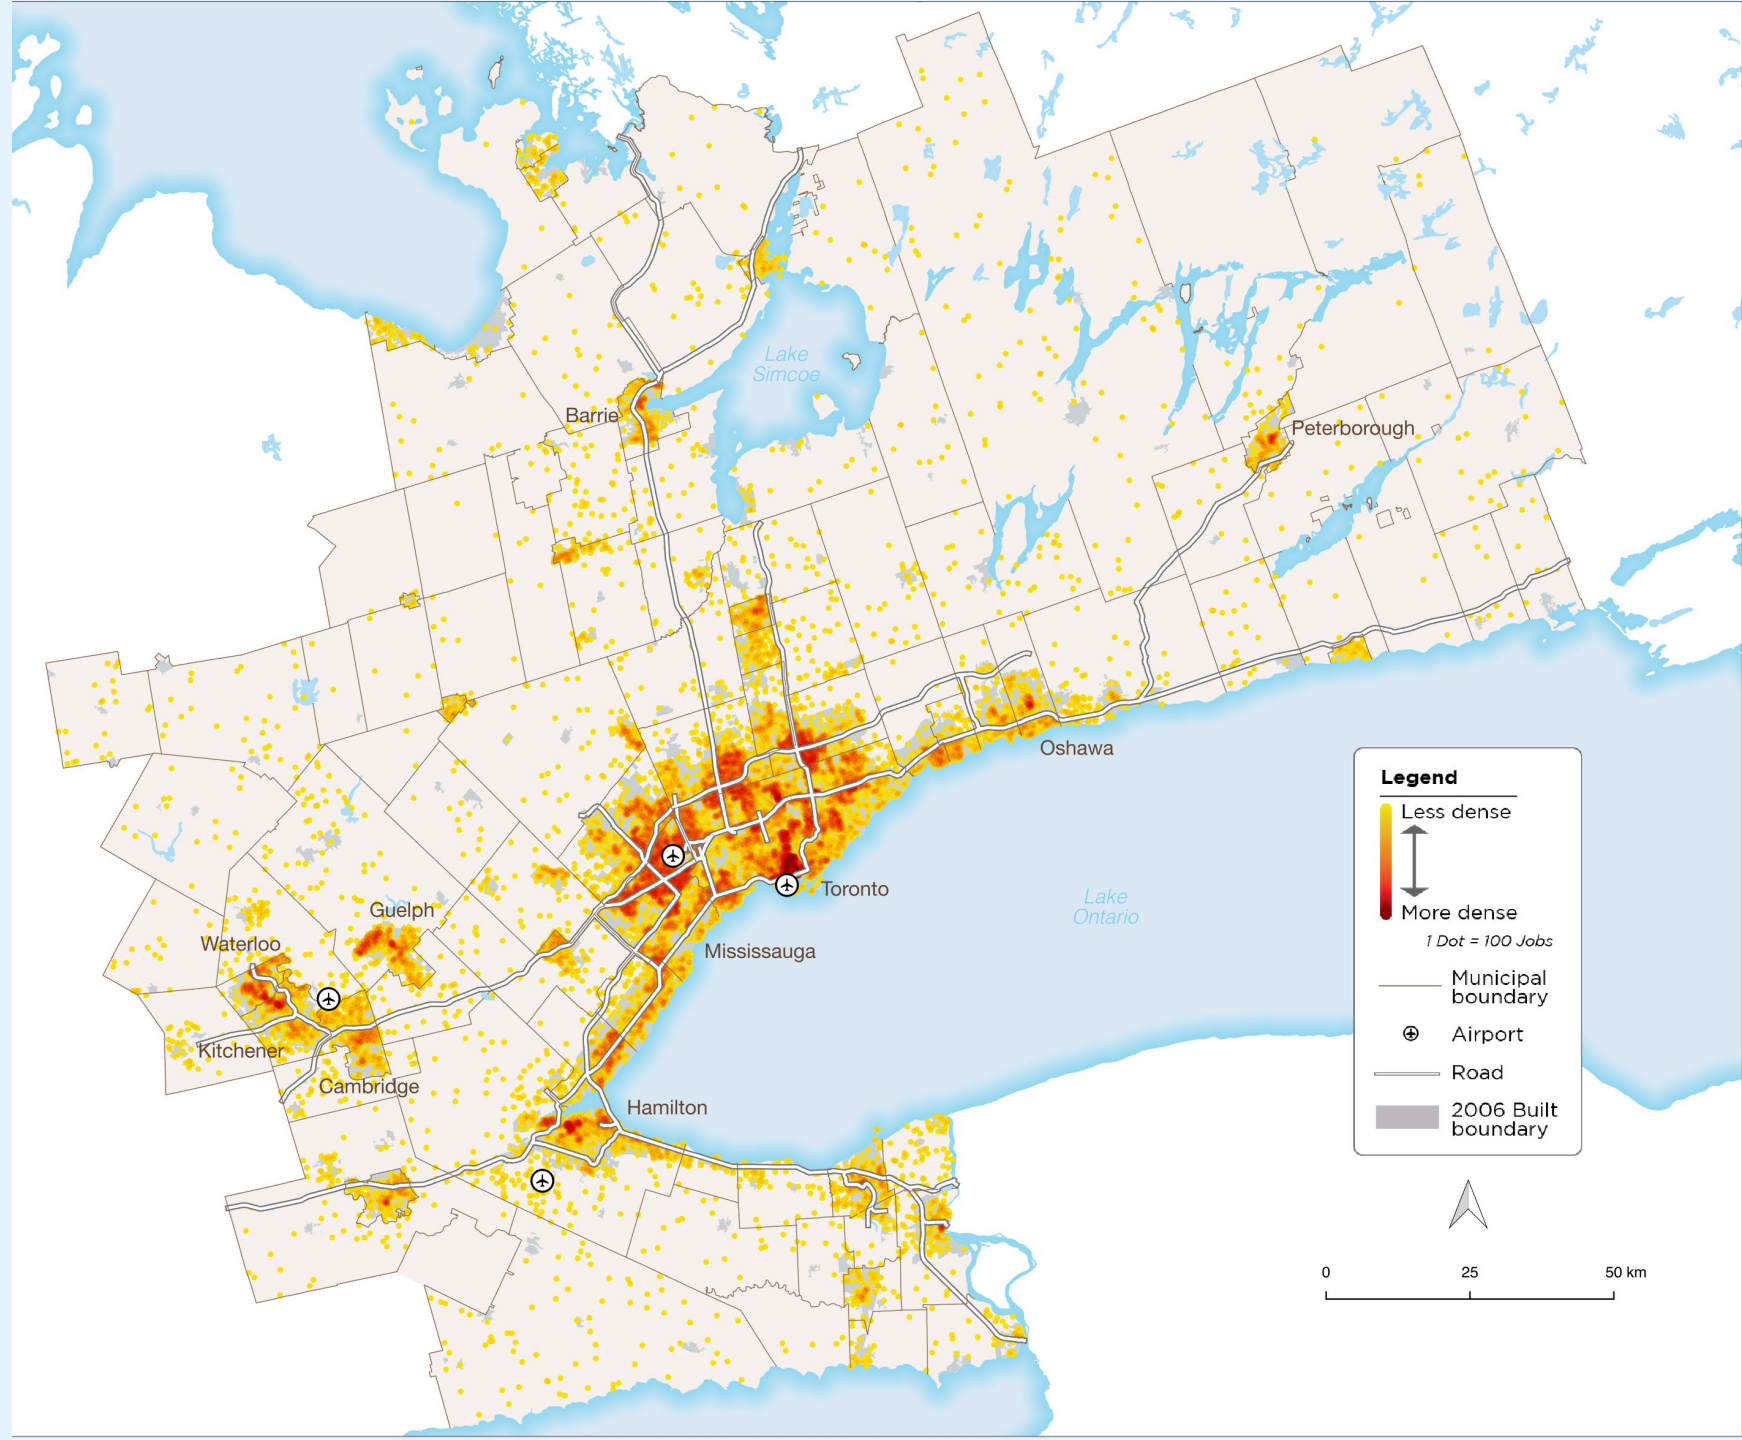 Lake
Simcoe
Barrie
Peterborough
Oshawa
Toronto
Lake
Ontario
Mississauga
Guelph
Waterloo
Kitchener
Cambridge
Hamilton
Legend
Less dense
More dense
1 Dot = 100 Jobs
Municipal
boundary
Airport
Road
2006 Built
boundary
0 25 50 km